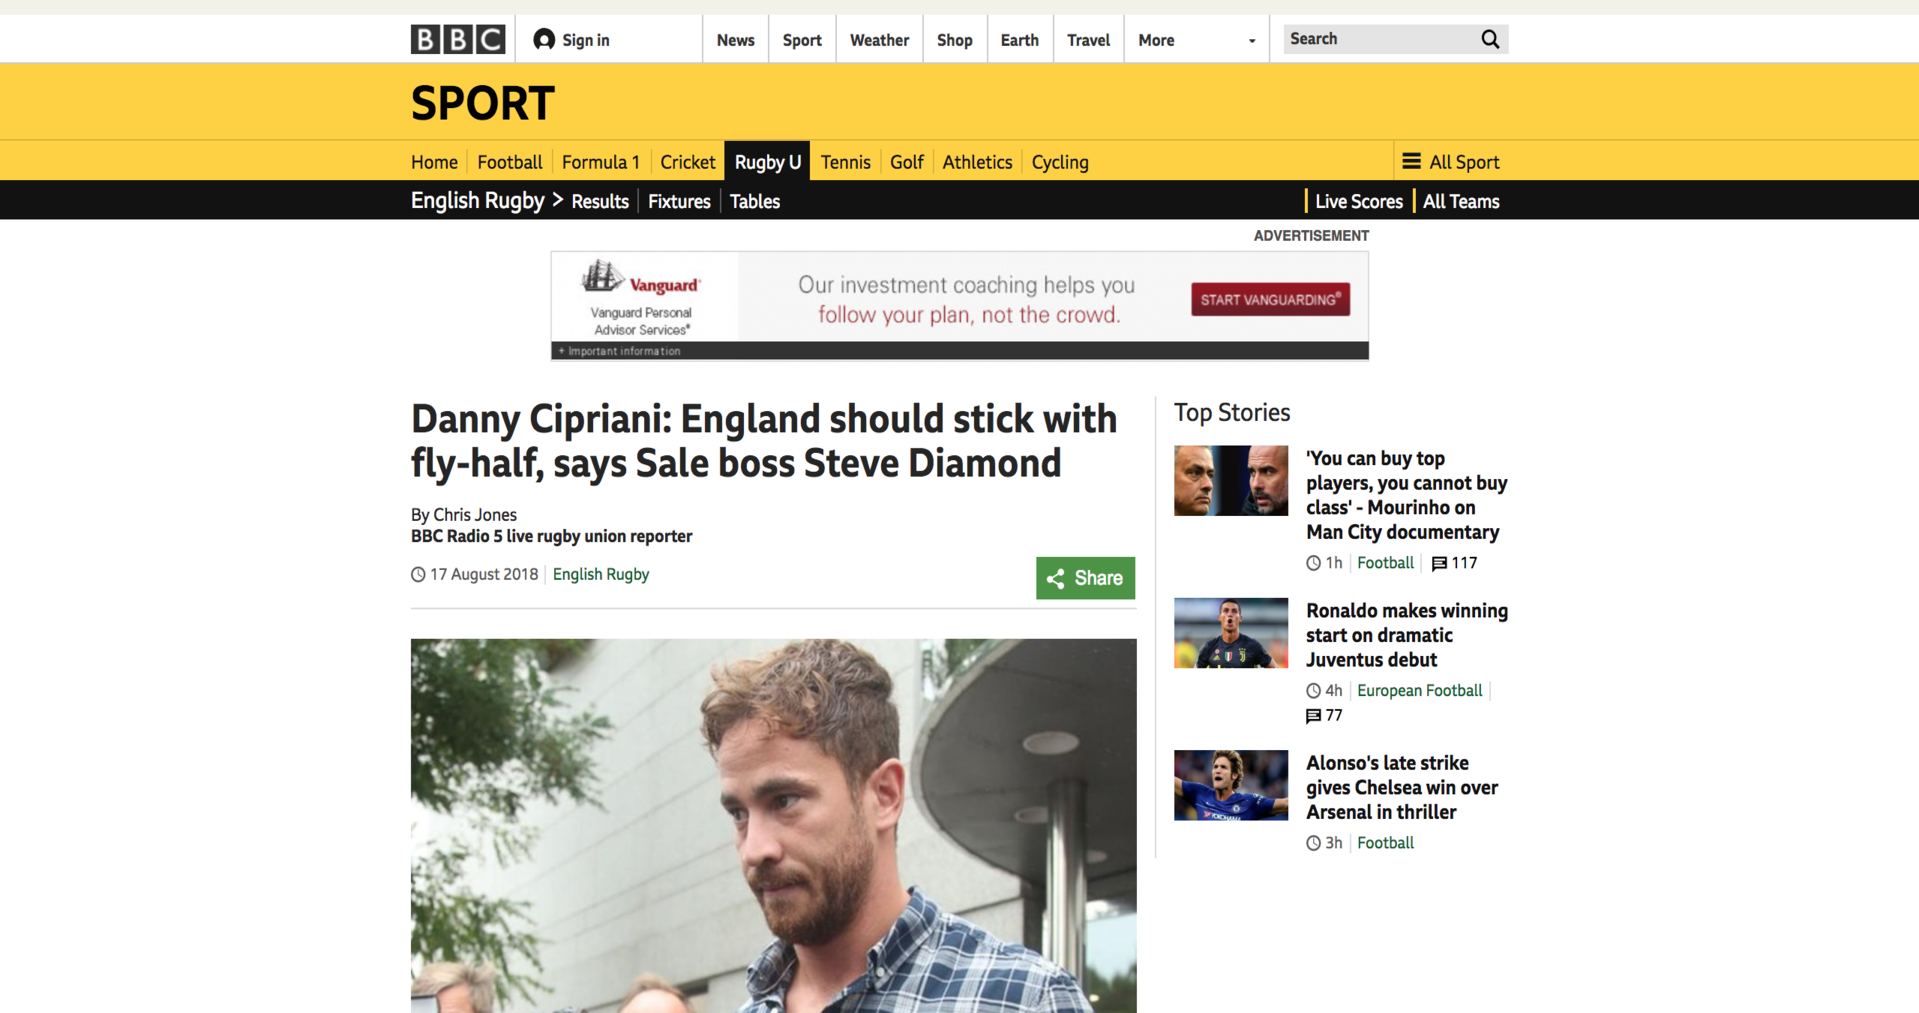 BBC
Sign in
News
Sport
Weather
Shop
Earth
Travel
More
Search
SPORT
Home
Football
Formula 1
Cricket
Rugby U
Tennis
Golf
Athletics
Cycling
All Sport
English Rugby
Results
Fixtures
Tables
Live Scores
All Teams
ADVERTISEMENT
Vanguard®
Vanguard Personal
Advisor Services®
Our investment coaching helps you
follow your plan, not the crowd.
START VANGUARDING®
+ Important information
Danny Cipriani: England should stick with
fly-half, says Sale boss Steve Diamond
By Chris Jones
BBC Radio 5 live rugby union reporter
17 August 2018
English Rugby
Share
Top Stories
'You can buy top
players, you cannot buy
class' - Mourinho on
Man City documentary
1h
Football
117
Ronaldo makes winning
start on dramatic
Juventus debut
4h
European Football
77
Alonso's late strike
gives Chelsea win over
Arsenal in thriller
3h
Football